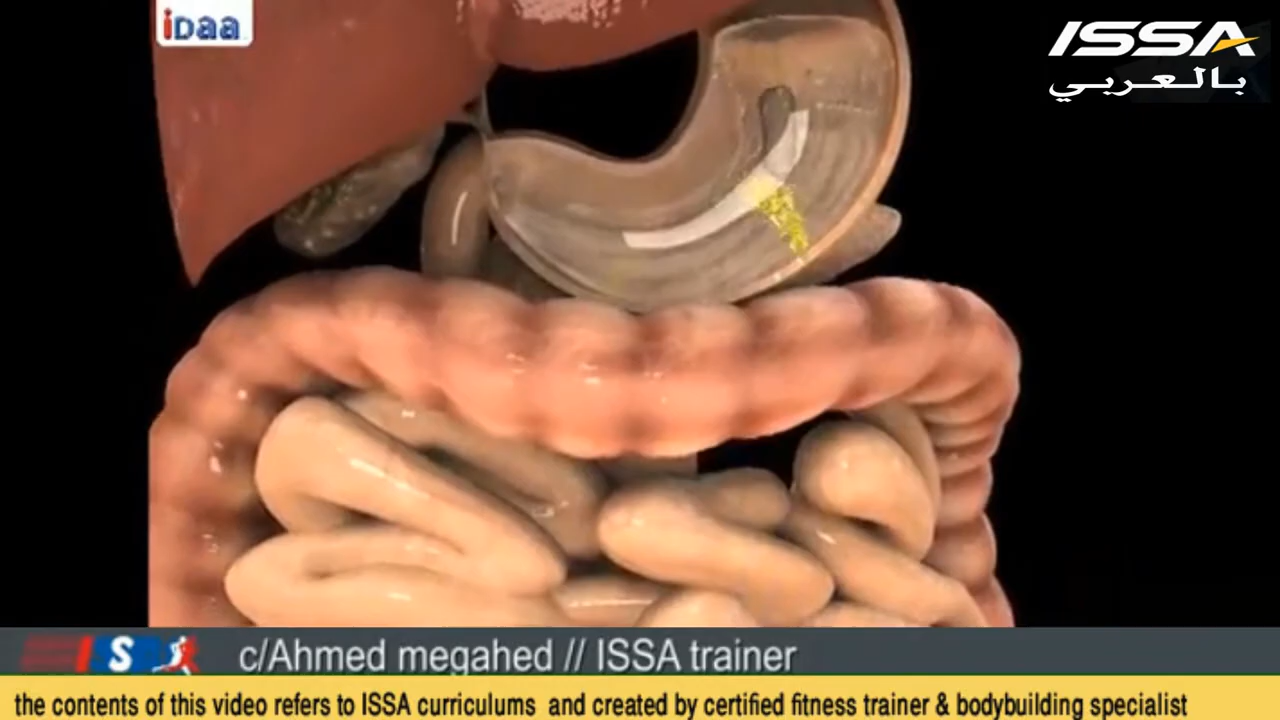 iDaa
ISSA
بالعربي
IS
c/Ahmed megahed // ISSA trainer
the contents of this video refers to ISSA curriculums and created by certified fitness trainer & bodybuilding specialist